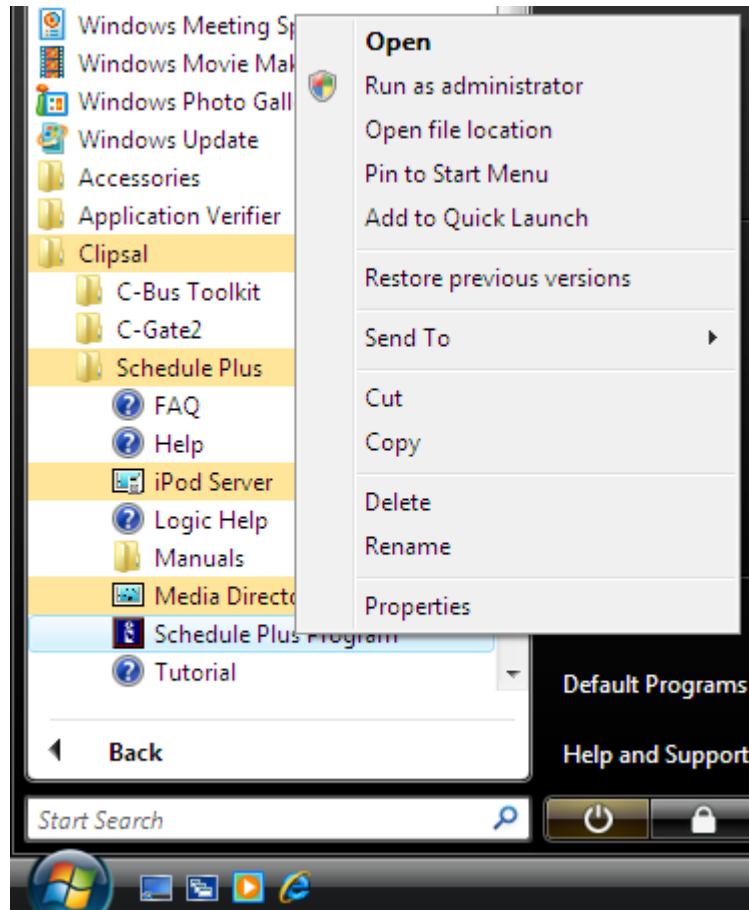 Windows Meeting Sp
Windows Movie Mak
Windows Photo Gall
Windows Update
Accessories
Application Verifier
Clipsal
C-Bus Toolkit
C-Gate2
Schedule Plus
FAQ
Help
iPod Server
Logic Help
Manuals
Media Directo
Schedule Plus Program
Tutorial
Back
Start Search
Open
Run as administrator
Open file location
Pin to Start Menu
Add to Quick Launch
Restore previous versions
Send To
Cut
Copy
Delete
Rename
Properties
Default Programs
Help and Support